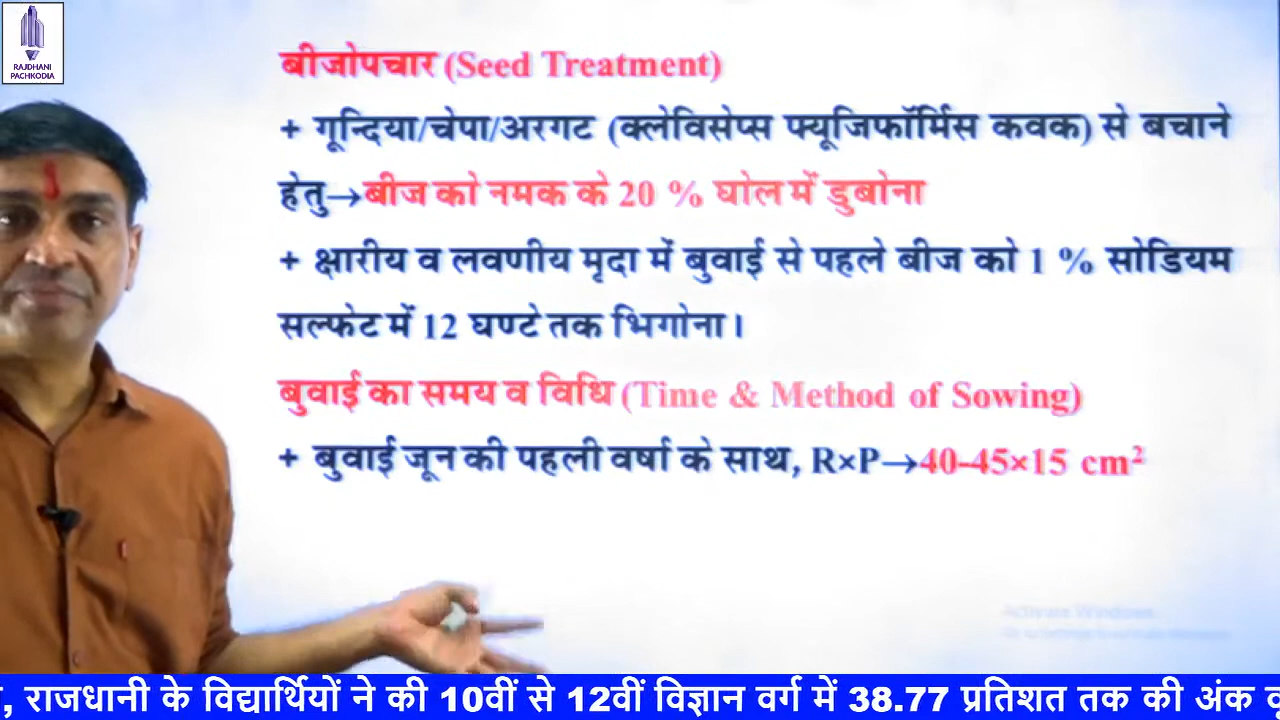 RAJDHANI
PACHKODIA
बीजोपचार (Seed Treatment)
+ गून्दिया/चेपा/अरगट (क्लेविसेप्स फ्यूजिफॉर्मिस कवक) से बचाने
हेतु→बीज को नमक के 20 % घोल में डुबोना
+ क्षारीय व लवणीय मृदा में बुवाई से पहले बीज को 1 % सोडियम
सल्फेट में 12 घण्टे तक भिगोना।
बुवाई का समय व विधि (Time & Method of Sowing)
+ बुवाई जून की पहली वर्षा के साथ, R×P→40-45×15 cm²
Activate Windows
, राजधानी के विद्यार्थियों ने की 10वीं से 12वीं विज्ञान वर्ग में 38.77 प्रतिशत तक की अंक